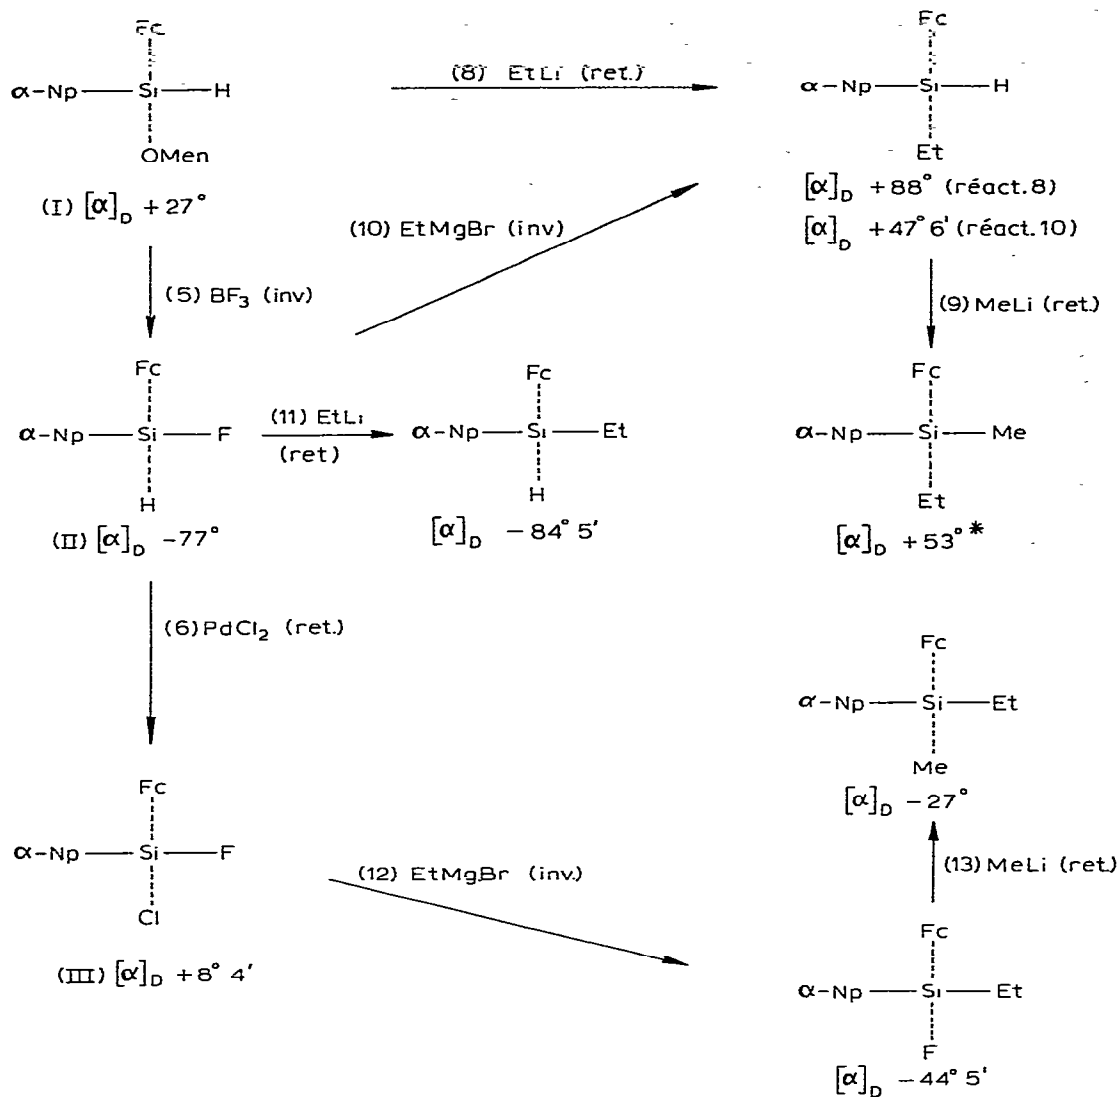 Fc
α-Np Si H
OMen
(I) [α]D + 27°
(8) EtLi (ret.)
Fc
α-Np Si H
Et
[α]D +88° (réact. 8)
[α]D +47° 6' (réact. 10)
(10) EtMgBr (inv)
(5) BF3 (inv)
(9) MeLi (ret.)
Fc
α-Np Si F
H
(II) [α]D -77°
(11) EtLi
(ret)
Fc
α-Np Si Et
H
[α]D - 84° 5'
Fc
α-Np Si Me
Et
[α]D +53° *
(6) PdCl2 (ret.)
Fc
α-Np Si Et
Me
[α]D - 27°
(13) MeLi (ret)
Fc
α-Np Si F
Cl
(III) [α]D +8° 4'
(12) EtMgBr (inv.)
Fc
α-Np Si Et
F
[α]D - 44° 5'